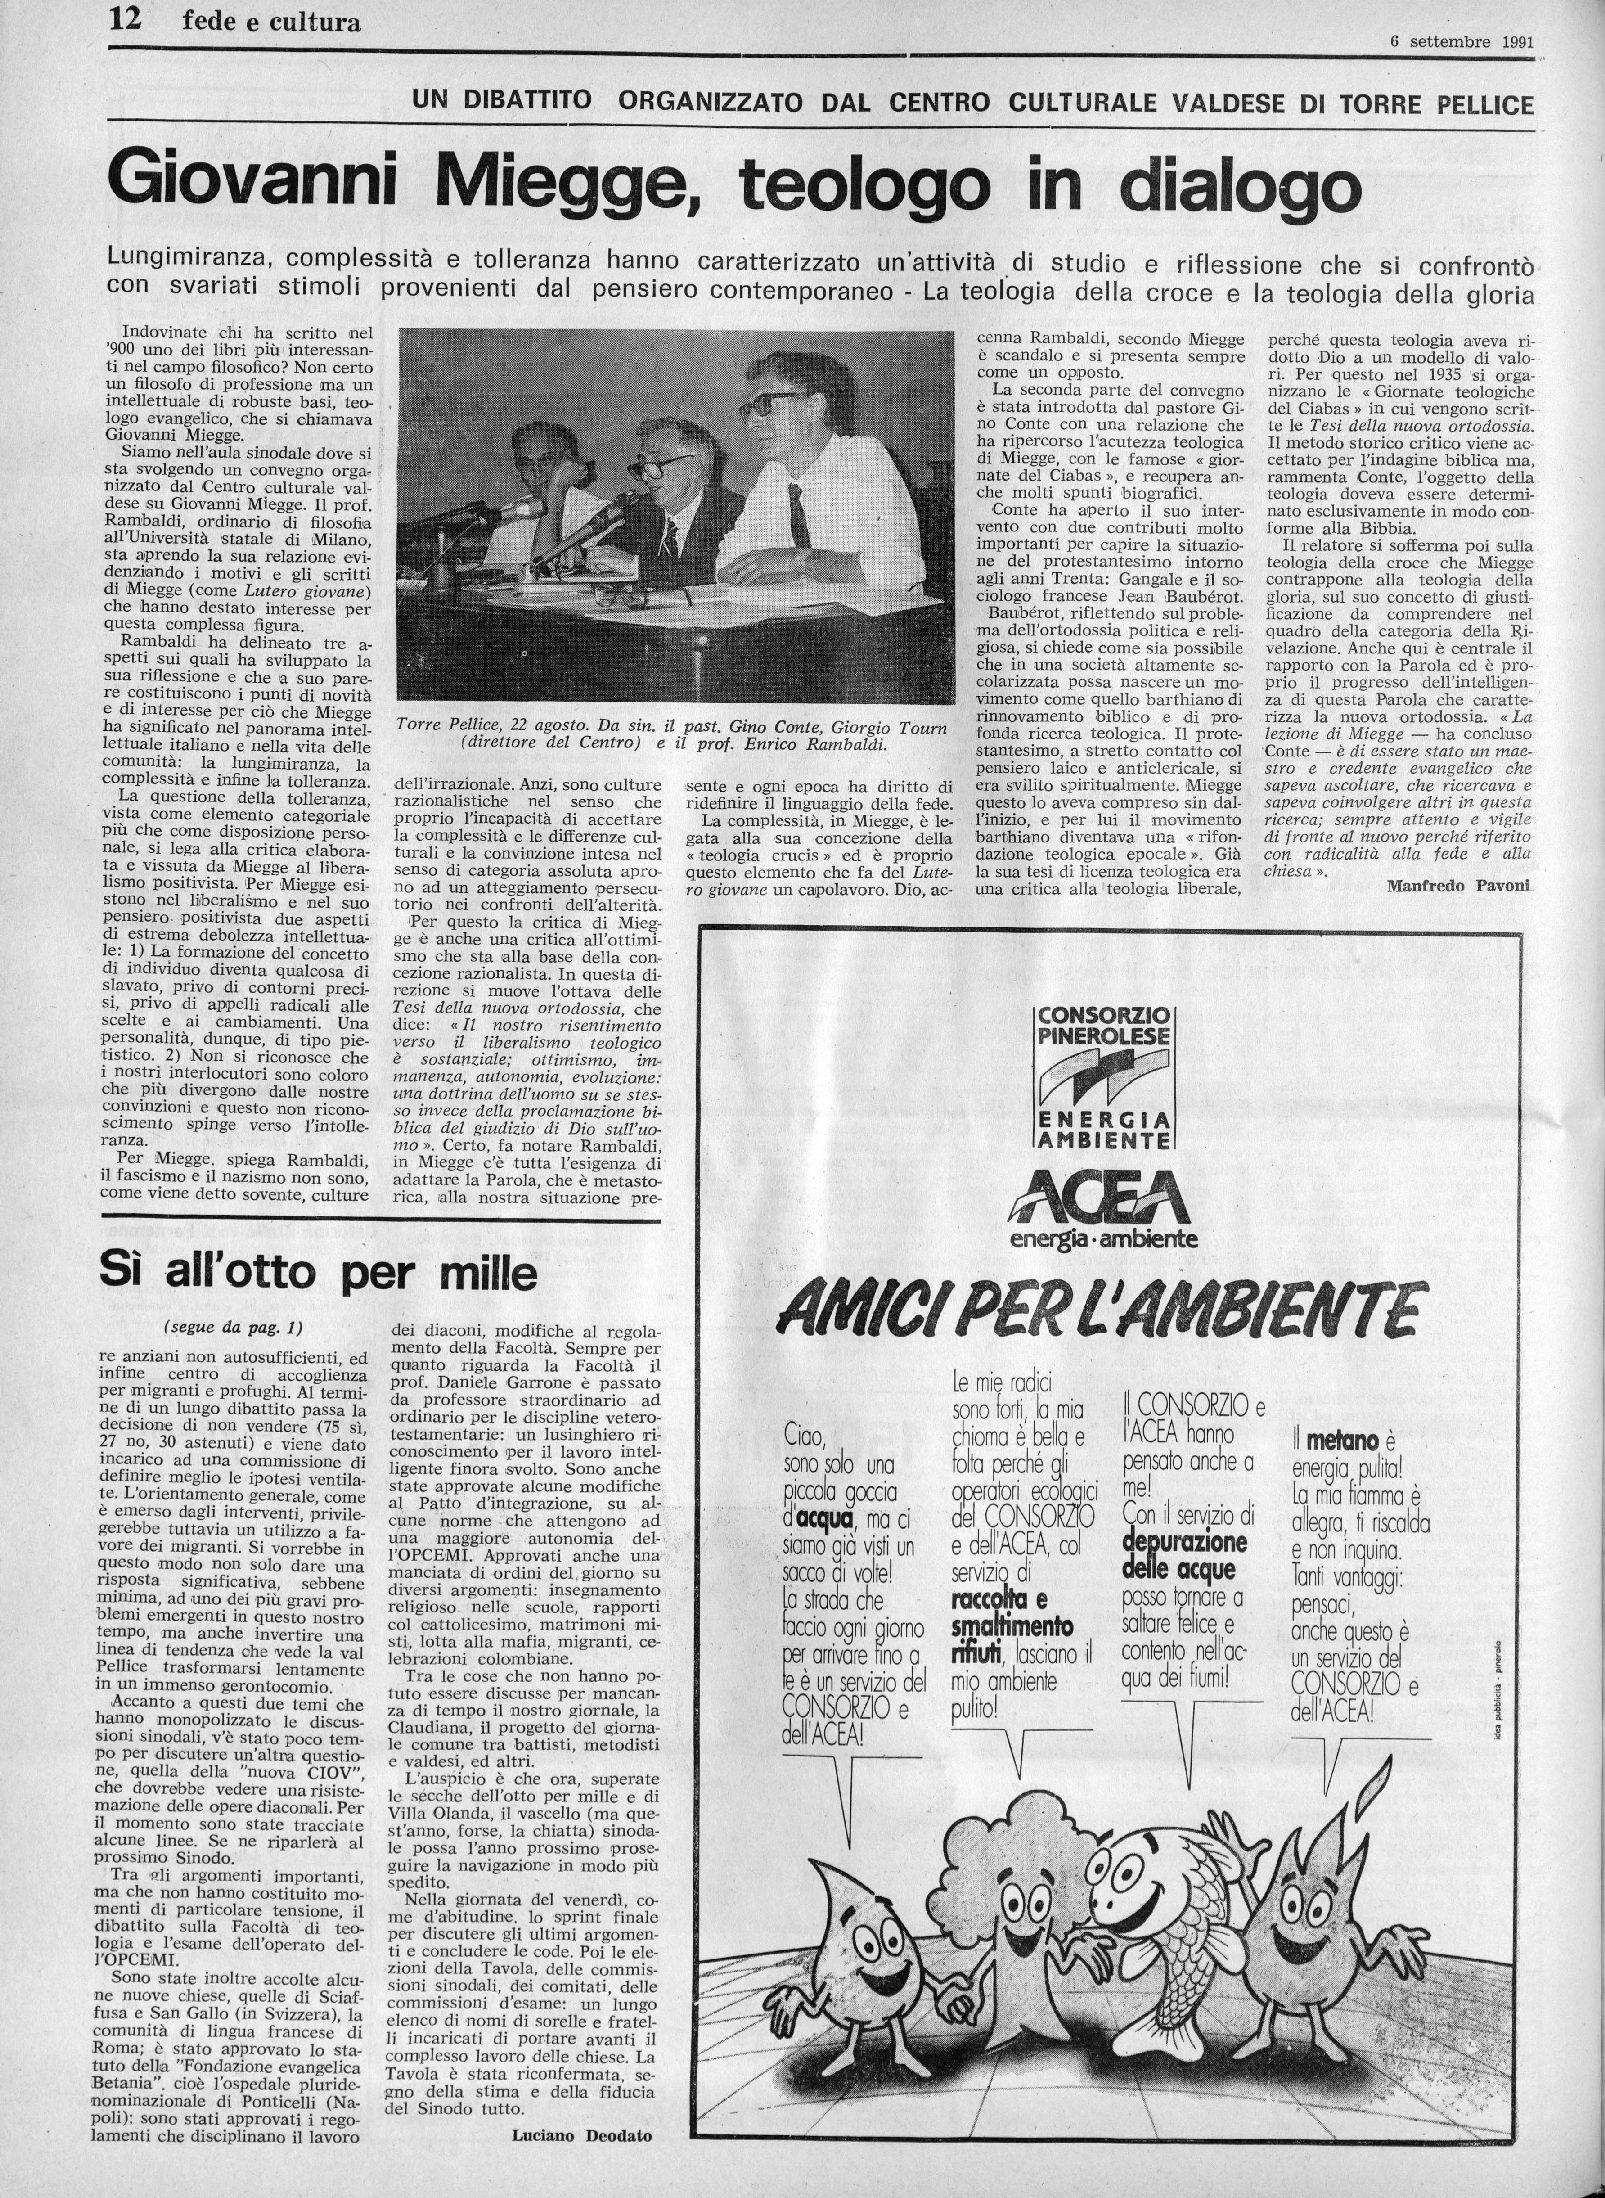 12 fede e cultura
6 settembre 1991
UN DIBATTITO ORGANIZZATO DAL CENTRO CULTURALE VALDESE DI TORRE PELLICE
Giovanni Miegge, teologo in dialogo
Lungimiranza, complessità e tolleranza hanno caratterizzato un'attività di studio e riflessione che si confrontò
con svariati stimoli provenienti dal pensiero contemporaneo - La teologia della croce e la teologia della gloria
Indovinate chi ha scritto nel
'900 uno dei libri più interessan-
ti nel campo filosofico? Non certo
un filosofo di professione ma un
intellettuale di robuste basi, teo-
logo evangelico, che si chiamava
Giovanni Miegge.
Siamo nell'aula sinodale dove si
sta svolgendo un convegno orga-
nizzato dal Centro culturale val-
dese su Giovanni Miegge. Il prof.
Rambaldi, ordinario di filosofia
all'Università statale di Milano,
sta aprendo la sua relazione evi-
denziando i motivi e gli scritti
di Miegge (come Lutero giovane)
che hanno destato interesse per
questa complessa figura.
Rambaldi ha delineato tre a-
spetti sui quali ha sviluppato la
sua riflessione e che a suo pare-
re costituiscono i punti di novità
e di interesse per ciò che Miegge
ha significato nel panorama intel-
lettuale italiano e nella vita delle
comunità: la lungimiranza, la
complessità e infine la tolleranza.
La questione della tolleranza,
vista come elemento categoriale
più che come disposizione perso-
nale, si lega alla critica elabora-
ta e vissuta da Miegge al libera-
lismo positivista. Per Miegge esi-
stono nel liberalismo e nel suo
pensiero positivista due aspetti
di estrema debolezza intellettua-
le: 1) La formazione del concetto
di individuo diventa qualcosa di
slavato, privo di contorni preci-
si, privo di appelli radicali alle
scelte e ai cambiamenti. Una
personalità, dunque, di tipo pie-
tistico. 2) Non si riconosce che
i nostri interlocutori sono coloro
che più divergono dalle nostre
convinzioni e questo non ricono-
scimento spinge verso l'intolle-
ranza.
Per Miegge, spiega Rambaldi,
il fascismo e il nazismo non sono,
come viene detto sovente, culture
Torre Pellice, 22 agosto. Da sin. il past. Gino Conte, Giorgio Tourn
(direttore del Centro) e il prof. Enrico Rambaldi.
dell'irrazionale. Anzi, sono culture
razionalistiche nel senso che
proprio l'incapacità di accettare
la complessità e le differenze cul-
turali e la convinzione intesa nel
senso di categoria assoluta apro-
no ad un atteggiamento persecu-
torio nei confronti dell'alterità.
Per questo la critica di Mieg-
ge è anche una critica all'ottimi-
smo che sta alla base della con-
cezione razionalista. In questa di-
rezione si muove l'ottava delle
Tesi della nuova ortodossia, che
dice: « Il nostro risentimento
verso il liberalismo teologico
è sostanziale; ottimismo, im-
manenza, autonomia, evoluzione:
una dottrina dell'uomo su se stes-
so invece della proclamazione bi-
blica del giudizio di Dio sull'uo-
mo ». Certo, fa notare Rambaldi,
in Miegge c'è tutta l'esigenza di
adattare la Parola, che è metasto-
rica, alla nostra situazione pre-
sente e ogni epoca ha diritto di
ridefinire il linguaggio della fede.
La complessità, in Miegge, è le-
gata alla sua concezione della
« teologia crucis » ed è proprio
questo elemento che fa del Lute-
ro giovane un capolavoro. Dio, ac-
cenna Rambaldi, secondo Miegge
è scandalo e si presenta sempre
come un opposto.
La seconda parte del convegno
è stata introdotta dal pastore Gi-
no Conte con una relazione che
ha ripercorso l'acutezza teologica
di Miegge, con le famose « gior-
nate del Ciabas », e recupera an-
che molti spunti biografici.
Conte ha aperto il suo inter-
vento con due contributi molto
importanti per capire la situazio-
ne del protestantesimo intorno
agli anni Trenta: Gangale e il so-
ciologo francese Jean Baubérot.
Baubérot, riflettendo sul proble-
ma dell'ortodossia politica e reli-
giosa, si chiede come sia possibile
che in una società altamente se-
colarizzata possa nascere un mo-
vimento come quello barthiano di
rinnovamento biblico e di pro-
fonda ricerca teologica. Il prote-
stantesimo, a stretto contatto col
pensiero laico e anticlericale, si
era svilito spiritualmente. Miegge
questo lo aveva compreso sin dal-
l'inizio, e per lui il movimento
barthiano diventava una « rifon-
dazione teologica epocale ». Già
la sua tesi di licenza teologica era
una critica alla teologia liberale,
perché questa teologia aveva ri-
dotto Dio a un modello di valo-
ri. Per questo nel 1935 si orga-
nizzano le « Giornate teologiche
del Ciabas » in cui vengono scrit-
te le Tesi della nuova ortodossia.
Il metodo storico critico viene ac-
cettato per l'indagine biblica ma,
rammenta Conte, l'oggetto della
teologia doveva essere determi-
nato esclusivamente in modo con-
forme alla Bibbia.
Il relatore si sofferma poi sulla
teologia della croce che Miegge
contrappone alla teologia della
gloria, sul suo concetto di giusti-
ficazione da comprendere nel
quadro della categoria della Ri-
velazione. Anche qui è centrale il
rapporto con la Parola ed è pro-
prio il progresso dell'intelligen-
za di questa Parola che caratte-
rizza la nuova ortodossia. « La
lezione di Miegge — ha concluso
Conte — è di essere stato un mae-
stro e credente evangelico che
sapeva ascoltare, che ricercava e
sapeva coinvolgere altri in questa
ricerca; sempre attento e vigile
di fronte al nuovo perché riferito
con radicalità alla fede e alla
chiesa ».
Manfredo Pavoni
Sì all'otto per mille
(segue da pag. 1)
re anziani non autosufficienti, ed
infine centro di accoglienza
per migranti e profughi. Al termi-
ne di un lungo dibattito passa la
decisione di non vendere (75 sì,
27 no, 30 astenuti) e viene dato
incarico ad una commissione di
definire meglio le ipotesi ventila-
te. L'orientamento generale, come
è emerso dagli interventi, privile-
gerebbe tuttavia un utilizzo a fa-
vore dei migranti. Si vorrebbe in
questo modo non solo dare una
risposta significativa, sebbene
minima, ad uno dei più gravi pro-
blemi emergenti in questo nostro
tempo, ma anche invertire una
linea di tendenza che vede la val
Pellice trasformarsi lentamente
in un immenso gerontocomio.
Accanto a questi due temi che
hanno monopolizzato le discus-
sioni sinodali, v'è stato poco tem-
po per discutere un'altra questio-
ne, quella della "nuova CIOV",
che dovrebbe vedere una risiste-
mazione delle opere diaconali. Per
il momento sono state tracciate
alcune linee. Se ne riparlerà al
prossimo Sinodo.
Tra gli argomenti importanti,
ma che non hanno costituito mo-
menti di particolare tensione, il
dibattito sulla Facoltà di teo-
logia e l'esame dell'operato del-
l'OPCEMI.
Sono state inoltre accolte alcu-
ne nuove chiese, quelle di Sciaf-
fusa e San Gallo (in Svizzera), la
comunità di lingua francese di
Roma; è stato approvato lo sta-
tuto della "Fondazione evangelica
Betania", cioè l'ospedale pluride-
nominazionale di Ponticelli (Na-
poli): sono stati approvati i rego-
lamenti che disciplinano il lavoro
dei diaconi, modifiche al regola-
mento della Facoltà. Sempre per
quanto riguarda la Facoltà il
prof. Daniele Garrone è passato
da professore straordinario ad
ordinario per le discipline vetero-
testamentarie: un lusinghiero ri-
conoscimento per il lavoro intel-
ligente finora svolto. Sono anche
state approvate alcune modifiche
al Patto d'integrazione, su al-
cune norme che attengono ad
una maggiore autonomia del-
l'OPCEMI. Approvati anche una
manciata di ordini del giorno su
diversi argomenti: insegnamento
religioso nelle scuole, rapporti
col cattolicesimo, matrimoni mi-
sti, lotta alla mafia, migranti, ce-
lebrazioni colombiane.
Tra le cose che non hanno po-
tuto essere discusse per mancan-
za di tempo il nostro giornale, la
Claudiana, il progetto del giorna-
le comune tra battisti, metodisti
e valdesi, ed altri.
L'auspicio è che ora, superate
le secche dell'otto per mille e di
Villa Olanda, il vascello (ma que-
st'anno, forse, la chiatta) sinoda-
le possa l'anno prossimo prose-
guire la navigazione in modo più
spedito.
Nella giornata del venerdì, co-
me d'abitudine, lo sprint finale
per discutere gli ultimi argomen-
ti e concludere le code. Poi le ele-
zioni della Tavola, delle commis-
sioni sinodali, dei comitati, delle
commissioni d'esame: un lungo
elenco di nomi di sorelle e fratel-
li incaricati di portare avanti il
complesso lavoro delle chiese. La
Tavola è stata riconfermata, se-
gno della stima e della fiducia
del Sinodo tutto.
Luciano Deodato
CONSORZIO
PINEROLESE
ENERGIA
AMBIENTE
ACEA
energia·ambiente
AMICI PER L'AMBIENTE
Ciao,
sono solo una
piccola goccia
d'acqua, ma ci
siamo già visti un
sacco di volte!
La strada che
faccio ogni giorno
per arrivare fino a
te è un servizio del
CONSORZIO e
dell'ACEA!
Le mie radici
sono forti, la mia
chioma è bella e
folta perché gli
operatori ecologici
del CONSORZIO
e dell'ACEA, col
servizio di
raccolta e
smaltimento
rifiuti, lasciano il
mio ambiente
pulito!
Il CONSORZIO e
l'ACEA hanno
pensato anche a
me!
Con il servizio di
depurazione
delle acque
posso tornare a
saltare felice e
contento nell'ac-
qua dei fiumi!
Il metano è
energia pulita!
La mia fiamma è
allegra, ti riscalda
e non inquina.
Tanti vantaggi:
pensaci,
anche questo è
un servizio del
CONSORZIO e
dell'ACEA!
idea pubblicità - pinerolo